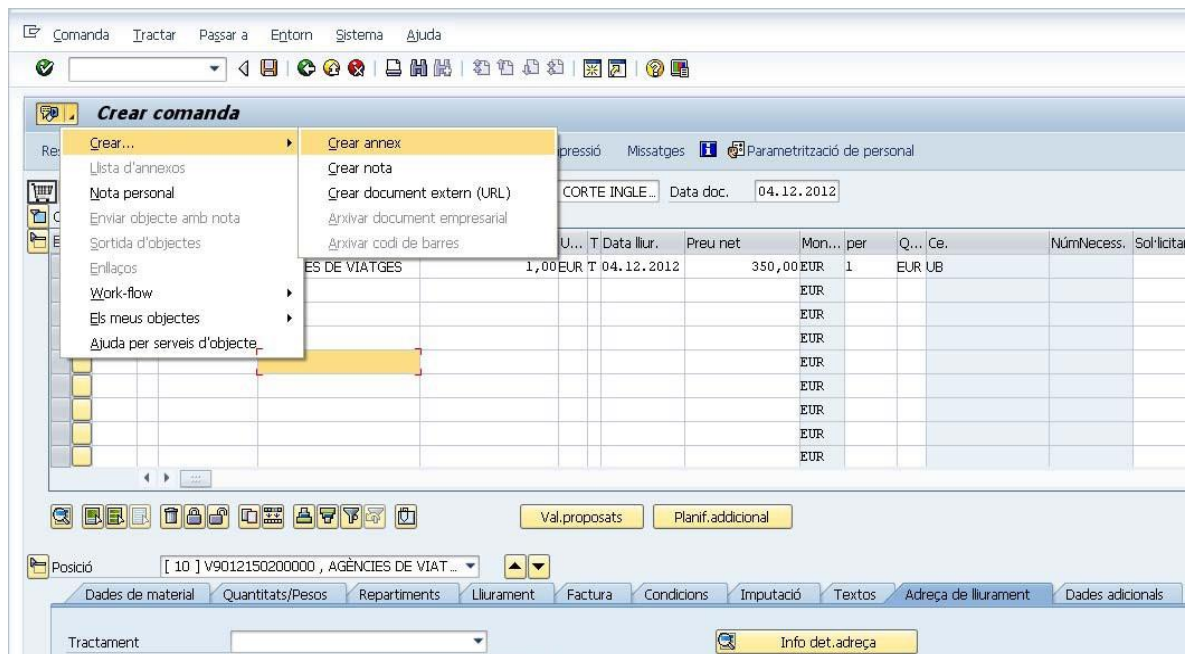 Comanda Tractar Passar a Entorn Sistema Ajuda
Crear comanda
Crear...
Llista d'annexos
Nota personal
Enviar objecte amb nota
Sortida d'objectes
Enllaços
Work-flow
Els meus objectes
Ajuda per serveis d'objecte
Crear annex
Crear nota
Crear document extern (URL)
Arxivar document empresarial
Arxivar codi de barres
Re pressió Missatges Parametrització de personal
CORTE INGLE... Data doc. 04.12.2012
U... T Data lliur. Preu net Mon... per Q... Ce. NúmNecess. Sol·licitan
ES DE VIATGES 1,00 EUR T 04.12.2012 350,00 EUR 1 EUR UB
EUR
EUR
EUR
EUR
EUR
EUR
EUR
EUR
Val.proposats Planif.addicional
Posició [ 10 ] V9012150200000 , AGÈNCIES DE VIAT...
Dades de material Quantitats/Pesos Repartiments Lliurament Factura Condicions Imputació Textos Adreça de lliurament Dades adicionals
Tractament Info det.adreça